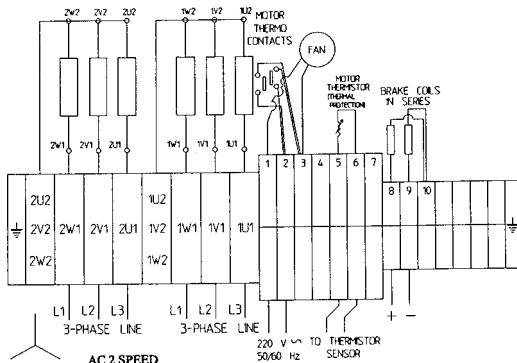 2W2 2V2 2U2 1W2 1V2 1U2
MOTOR
THERMO
CONTACTS
FAN
MOTOR
THERMISTOR
(THERMAL
PROTECTION)
BRAKE COILS
IN SERIES
2W1 2V1 2U1 1W1 1V1 1U1
1 2 3 4 5 6 7
8 9 10
2U2
2V2
2W2
2W1 2V1 2U1
1U2
1V2
1W2
1W1 1V1 1U1
L1 L2 L3 L1 L2 L3
3-PHASE LINE 3-PHASE LINE
+ −
220 V ~ TO THERMISTOR
50/60 Hz SENSOR
AC 2 SPEED